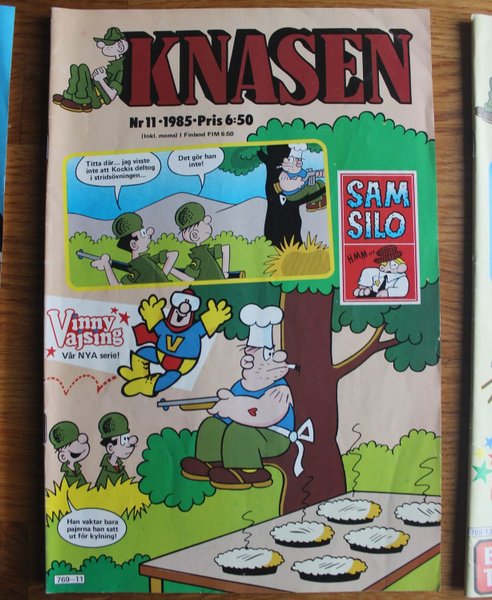 KNASEN
Nr 11 • 1985 • Pris 6:50
(Inkl. moms) I Finland FIM 6:50
Titta där... jag visste
inte att Kockis deltog
i stridsövningen...
Det gör han
inte!
SAM
SILO
HMM...
Vinny
Vajsing
Vår NYA serie!
V
Han vaktar bara
pajerna han satt
ut för kylning!
769-11